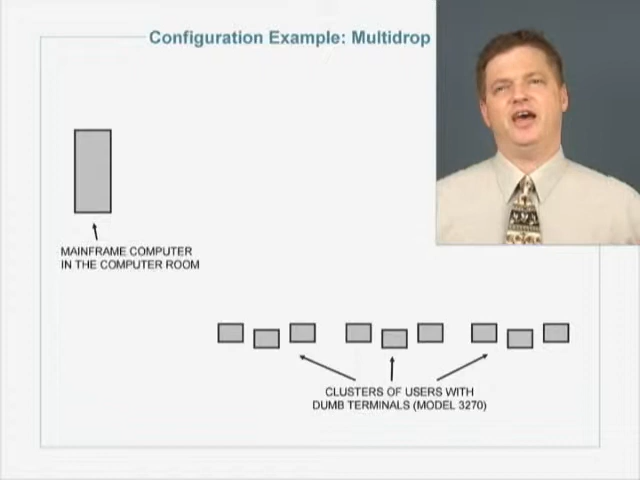 Configuration Example: Multidrop
MAINFRAME COMPUTER
IN THE COMPUTER ROOM
CLUSTERS OF USERS WITH
DUMB TERMINALS (MODEL 3270)